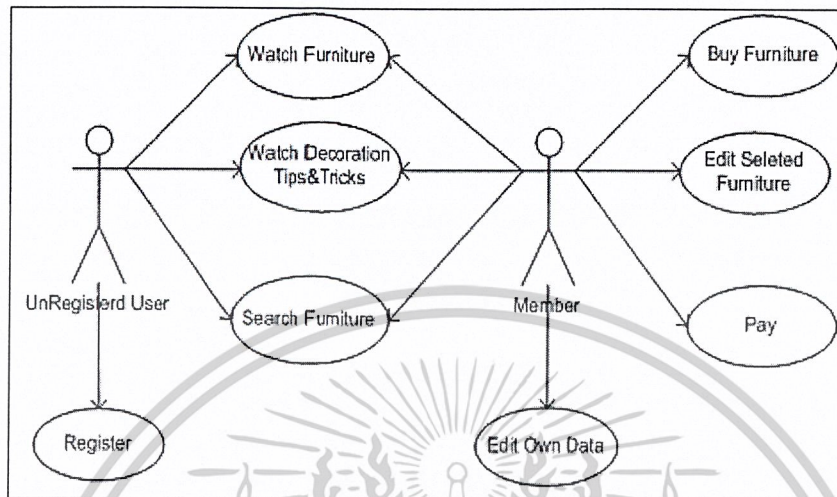 Watch Furniture
Buy Furniture
Watch Decoration
Tips&Tricks
Edit Seleted
Furniture
UnRegisterd User
Search Furniture
Member
Pay
Register
Edit Own Data